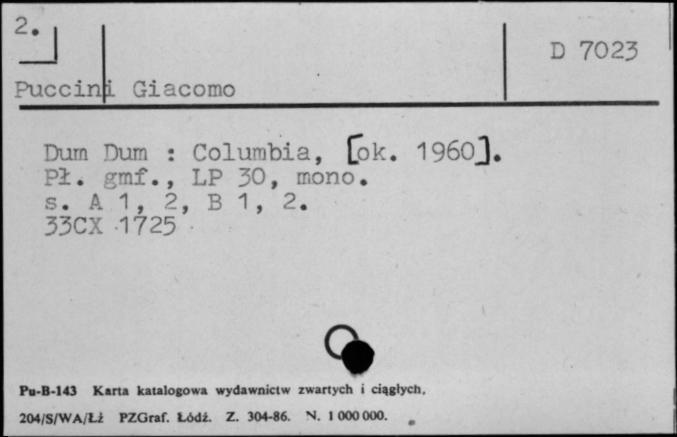 2.
D 7023
Puccini Giacomo
Dum Dum : Columbia, [ok. 1960].
Pł. gmf., LP 30, mono.
s. A 1, 2, B 1, 2.
33CX 1725
Pu-B-143 Karta katalogowa wydawnictw zwartych i ciągłych,
204/S/WA/Łż PZGraf. Łódź. Z. 304-86. N. 1 000 000.